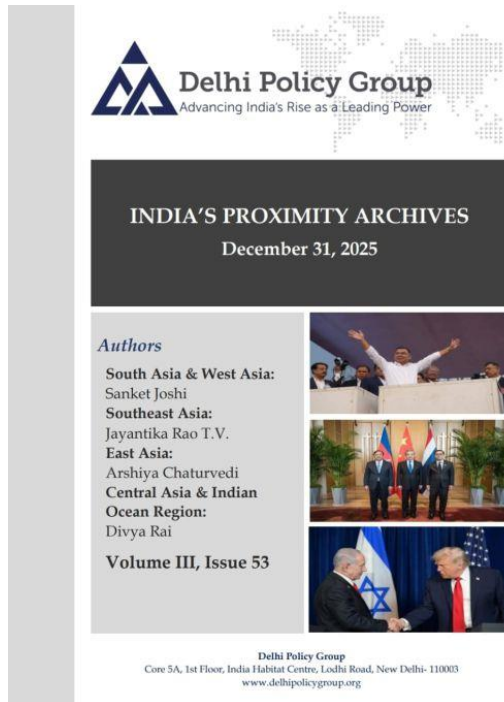 Delhi Policy Group
Advancing India's Rise as a Leading Power
INDIA'S PROXIMITY ARCHIVES
December 31, 2025
Authors
South Asia & West Asia:
Sanket Joshi
Southeast Asia:
Jayantika Rao T.V.
East Asia:
Arshiya Chaturvedi
Central Asia & Indian
Ocean Region:
Divya Rai
Volume III, Issue 53
Delhi Policy Group
Core 5A, 1st Floor, India Habitat Centre, Lodhi Road, New Delhi- 110003
www.delhipolicygroup.org